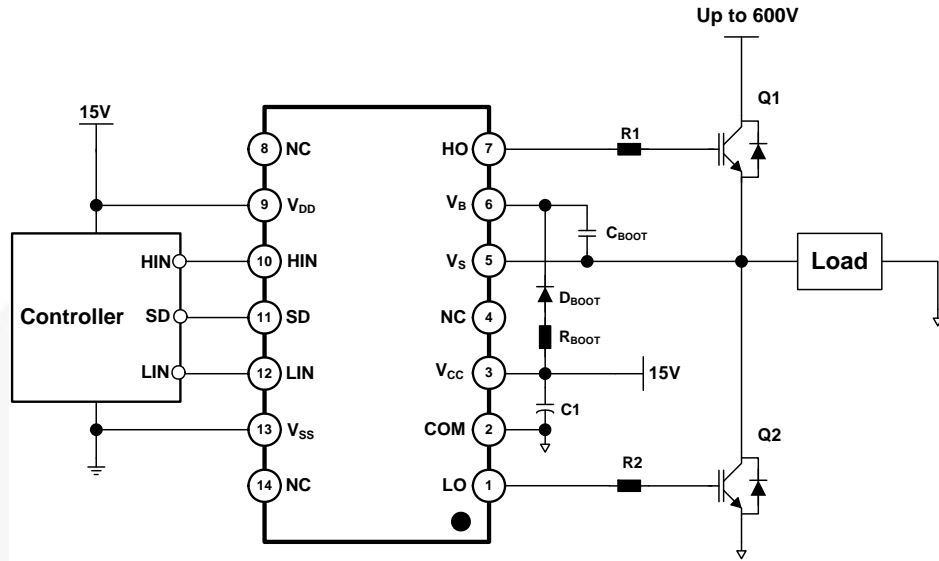 Up to 600V
Q1
15V
R1
8 NC
HO 7
9 VDD
VB 6
CBOOT
HIN 10 HIN
VS 5
Load
Controller
SD 11 SD
NC 4
DBOOT
RBOOT
LIN 12 LIN
VCC 3
15V
C1
13 VSS
COM 2
Q2
R2
14 NC
LO 1